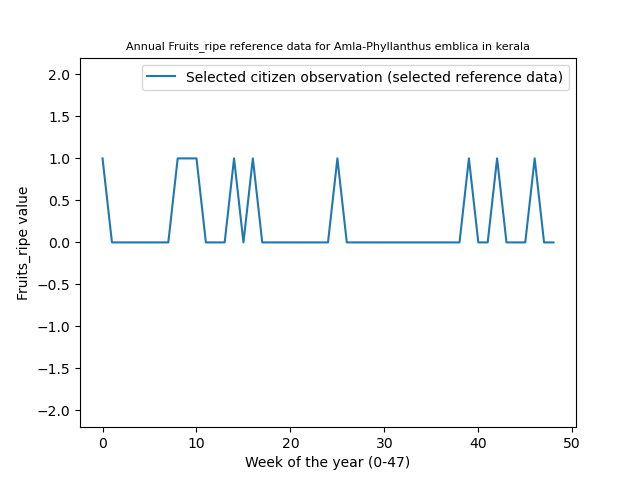 Annual Fruits_ripe reference data for Amla-Phyllanthus emblica in kerala
Selected citizen observation (selected reference data)
Fruits_ripe value
2.0
1.5
1.0
0.5
0.0
−0.5
−1.0
−1.5
−2.0
0 10 20 30 40 50
Week of the year (0-47)